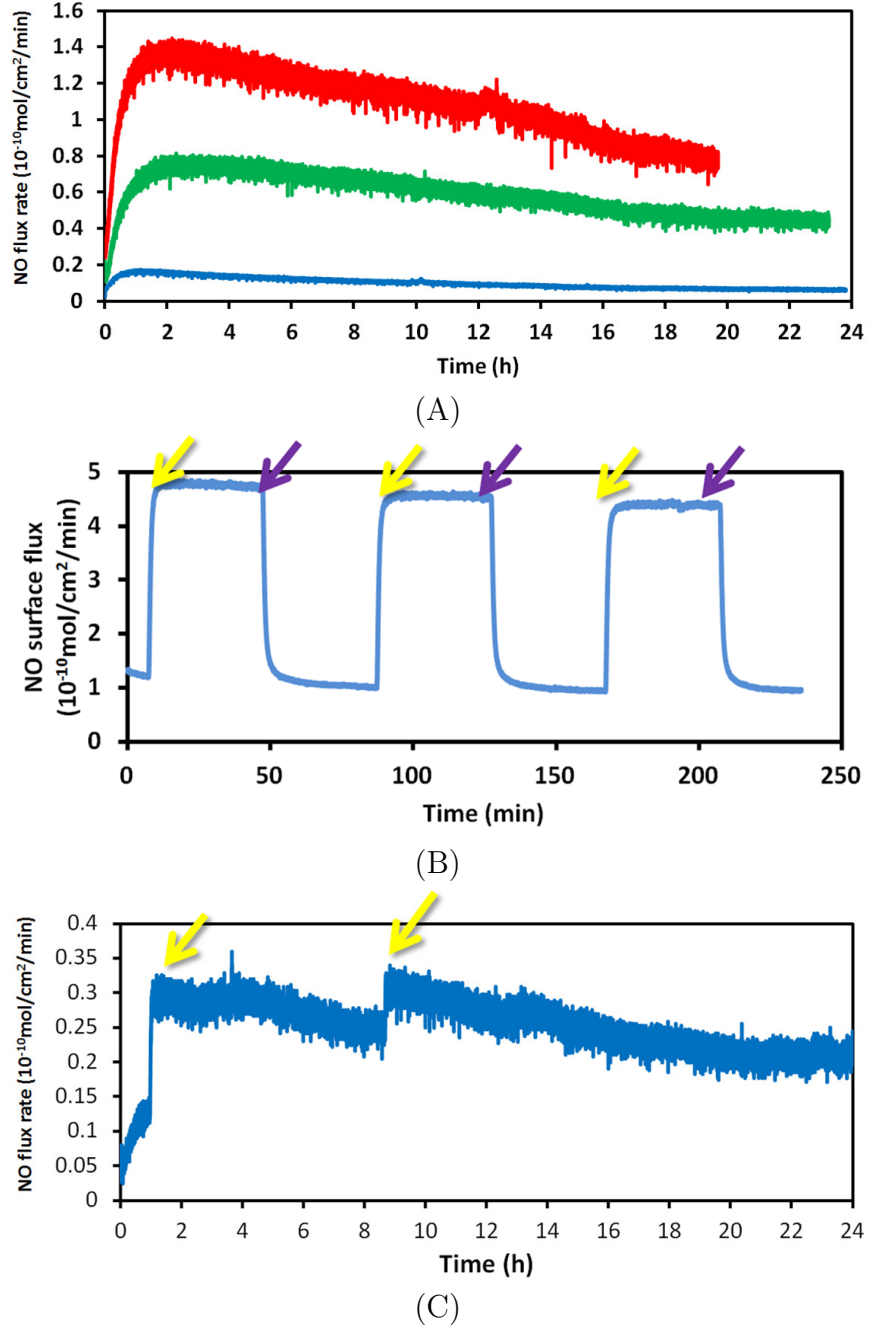 NO flux rate (10⁻¹⁰mol/cm²/min)
1.6
1.4
1.2
1
0.8
0.6
0.4
0.2
0
0 2 4 6 8 10 12 14 16 18 20 22 24
Time (h)
(A)
NO surface flux
(10⁻¹⁰mol/cm²/min)
5
4
3
2
1
0
0 50 100 150 200 250
Time (min)
(B)
NO flux rate (10⁻¹⁰mol/cm²/min)
0.4
0.35
0.3
0.25
0.2
0.15
0.1
0.05
0
0 2 4 6 8 10 12 14 16 18 20 22 24
Time (h)
(C)